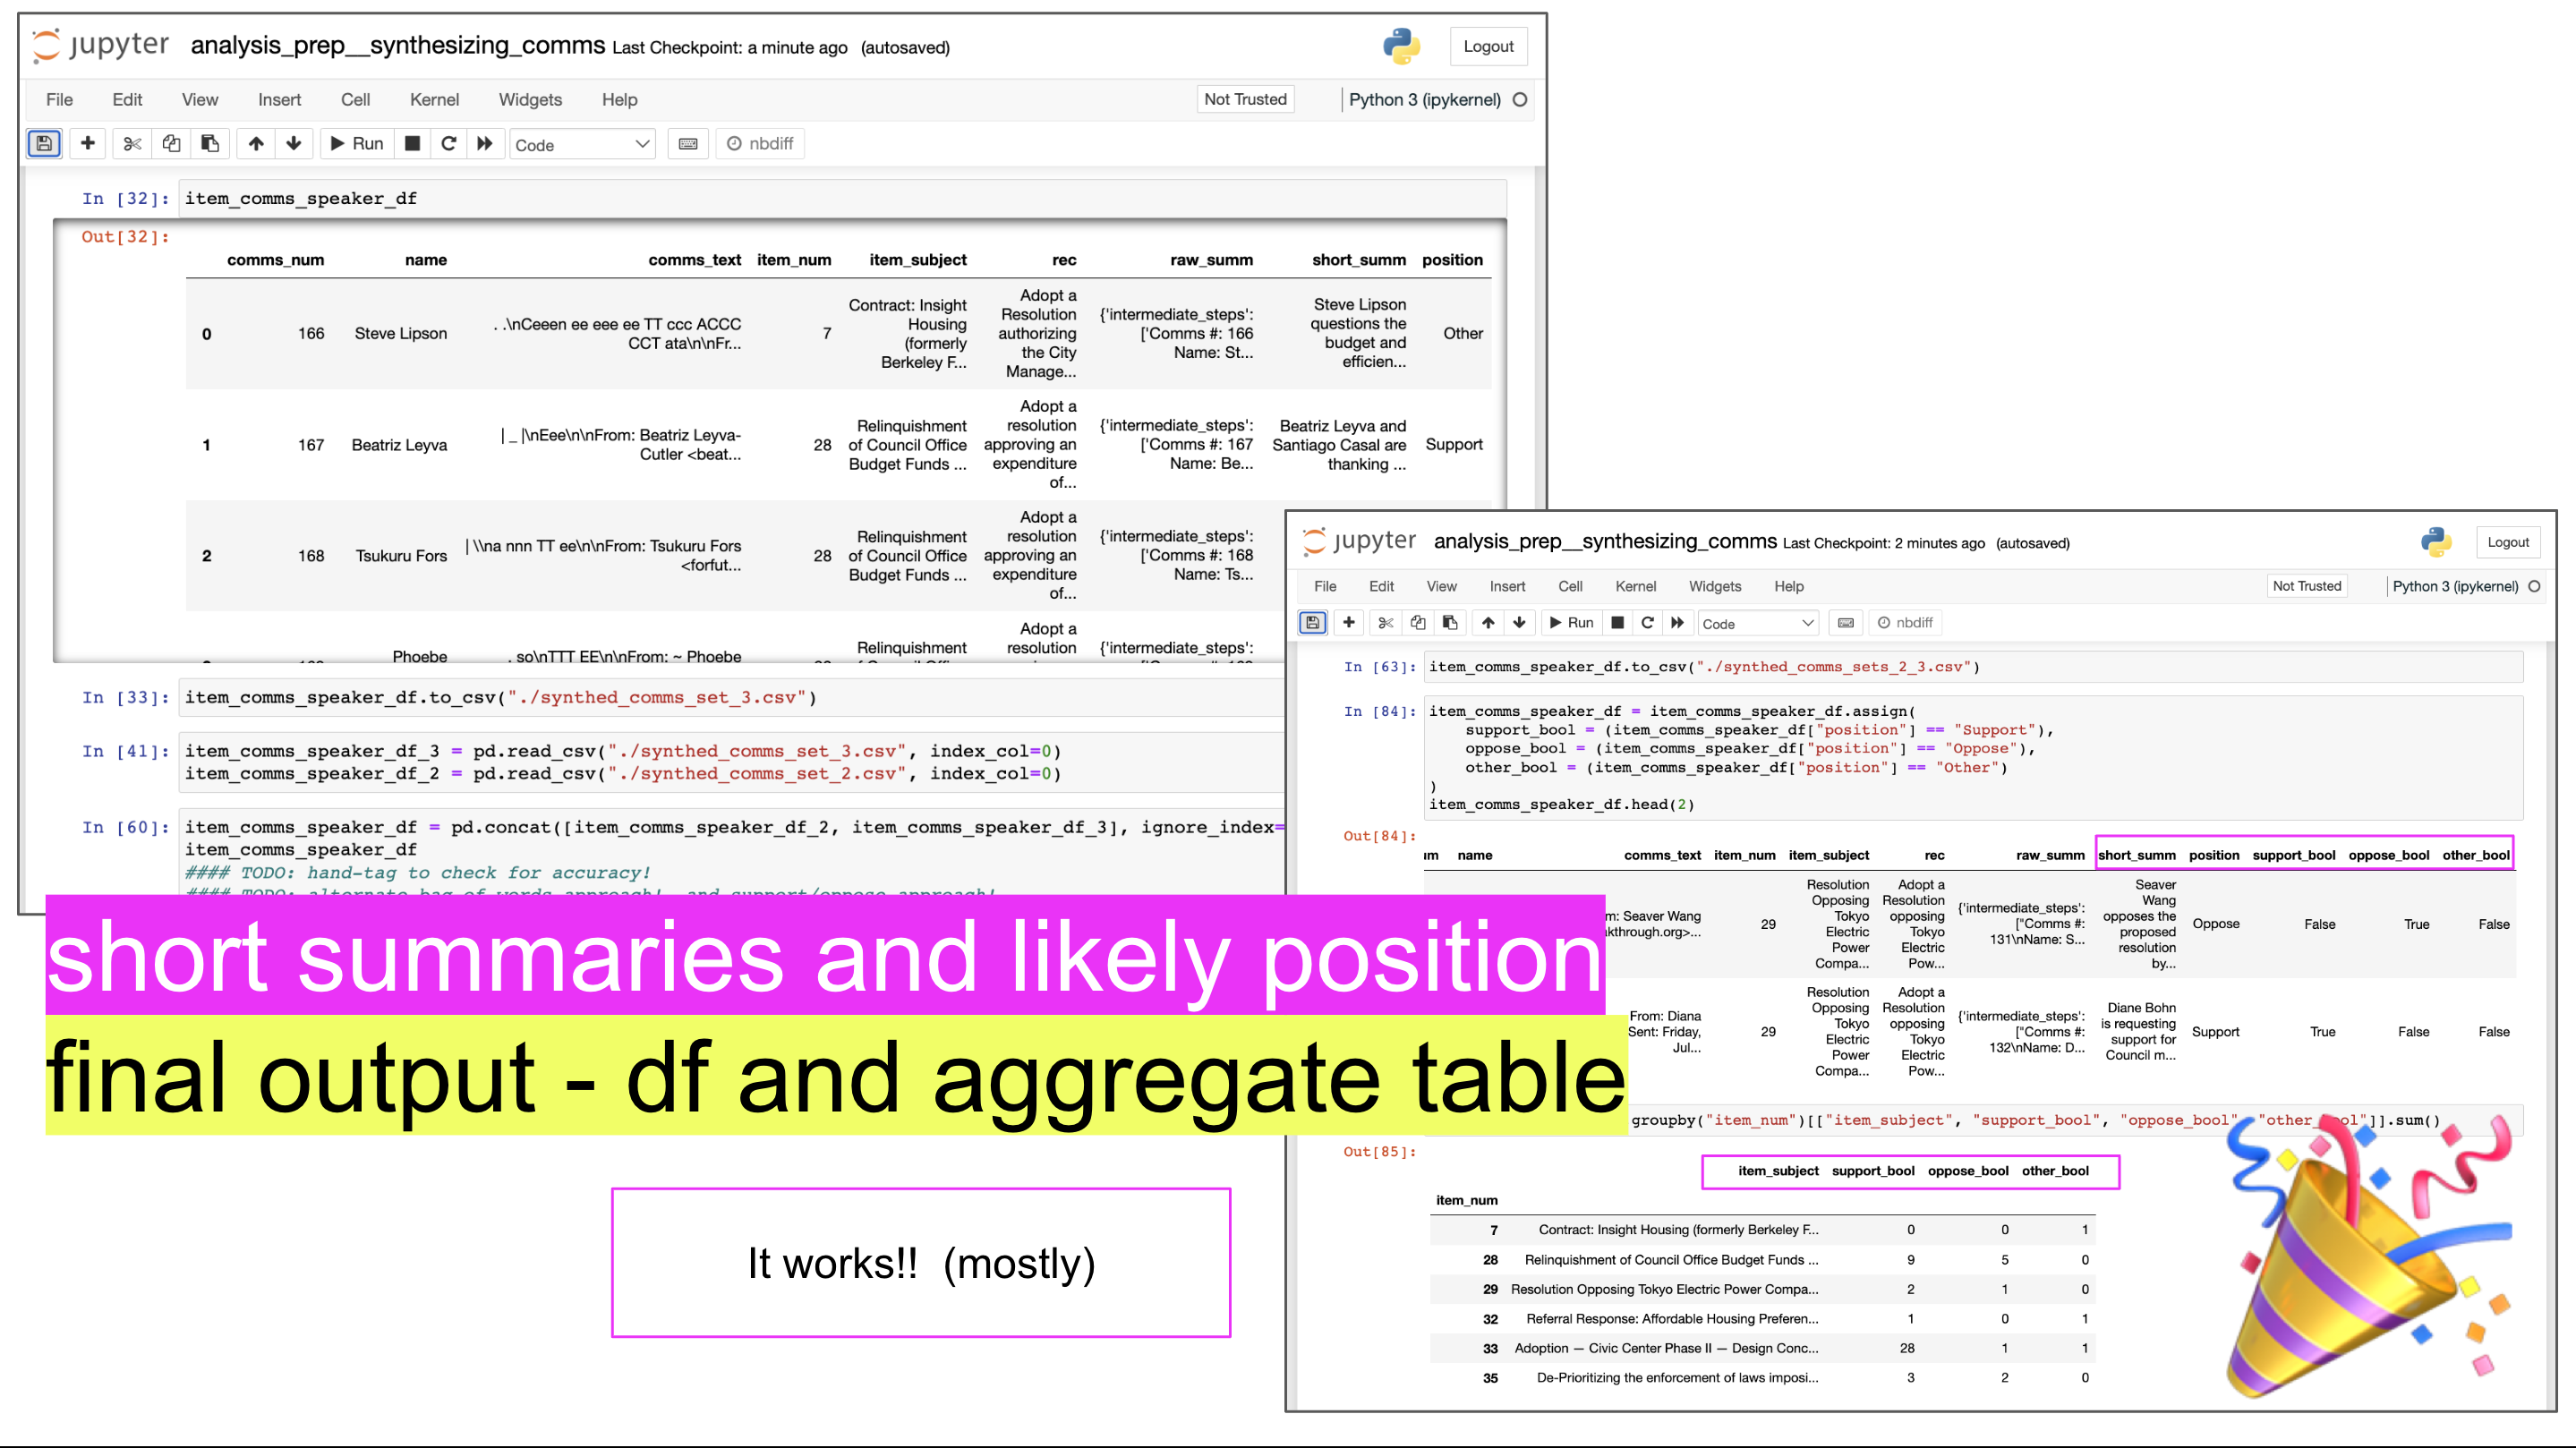 jupyter analysis_prep__synthesizing_comms Last Checkpoint: a minute ago (autosaved)
Logout
File Edit View Insert Cell Kernel Widgets Help
Not Trusted
Python 3 (ipykernel)
Run
Code
nbdiff
In [32]: item_comms_speaker_df
Out[32]:
comms_num name comms_text item_num item_subject rec raw_summ short_summ position
0 166 Steve Lipson . .\nCeeen ee eee ee TT ccc ACCC CCT ata\n\nFr... 7 Contract: Insight Housing (formerly Berkeley F... Adopt a Resolution authorizing the City Manage... {'intermediate_steps': ['Comms #: 166 Name: St... Steve Lipson questions the budget and efficien... Other
1 167 Beatriz Leyva | _ |\nEee\n\nFrom: Beatriz Leyva-Cutler <beat... 28 Relinquishment of Council Office Budget Funds ... Adopt a resolution approving an expenditure of... {'intermediate_steps': ['Comms #: 167 Name: Be... Beatriz Leyva and Santiago Casal are thanking ... Support
2 168 Tsukuru Fors | \\na nnn TT ee\n\nFrom: Tsukuru Fors <forfut... 28 Relinquishment of Council Office Budget Funds ... Adopt a resolution approving an expenditure of... {'intermediate_steps': ['Comms #: 168 Name: Ts...
Phoebe . so\nTTT EE\n\nFrom: ~ Phoebe Relinquishment Adopt a resolution {'intermediate_steps':
In [33]: item_comms_speaker_df.to_csv("./synthed_comms_set_3.csv")
In [41]: item_comms_speaker_df_3 = pd.read_csv("./synthed_comms_set_3.csv", index_col=0)
item_comms_speaker_df_2 = pd.read_csv("./synthed_comms_set_2.csv", index_col=0)
In [60]: item_comms_speaker_df = pd.concat([item_comms_speaker_df_2, item_comms_speaker_df_3], ignore_index=
item_comms_speaker_df
#### TODO: hand-tag to check for accuracy!
#### TODO: alternate bag of words approach! and support/oppose approach!
short summaries and likely position
final output - df and aggregate table
It works!! (mostly)
jupyter analysis_prep__synthesizing_comms Last Checkpoint: 2 minutes ago (autosaved)
Logout
File Edit View Insert Cell Kernel Widgets Help
Not Trusted
Python 3 (ipykernel)
Run
Code
nbdiff
In [63]: item_comms_speaker_df.to_csv("./synthed_comms_sets_2_3.csv")
In [84]: item_comms_speaker_df = item_comms_speaker_df.assign(
support_bool = (item_comms_speaker_df["position"] == "Support"),
oppose_bool = (item_comms_speaker_df["position"] == "Oppose"),
other_bool = (item_comms_speaker_df["position"] == "Other")
)
item_comms_speaker_df.head(2)
Out[84]:
um name comms_text item_num item_subject rec raw_summ short_summ position support_bool oppose_bool other_bool
m: Seaver Wang kthrough.org>... 29 Resolution Opposing Tokyo Electric Power Compa... Adopt a Resolution opposing Tokyo Electric Pow... {'intermediate_steps': ["Comms #: 131\nName: S... Seaver Wang opposes the proposed resolution by... Oppose False True False
From: Diana Sent: Friday, Jul... 29 Resolution Opposing Tokyo Electric Power Compa... Adopt a Resolution opposing Tokyo Electric Pow... {'intermediate_steps': ["Comms #: 132\nName: D... Diane Bohn is requesting support for Council m... Support True False False
groupby("item_num")[["item_subject", "support_bool", "oppose_bool", "other_bool"]].sum()
Out[85]:
item_subject support_bool oppose_bool other_bool
item_num
7 Contract: Insight Housing (formerly Berkeley F... 0 0 1
28 Relinquishment of Council Office Budget Funds ... 9 5 0
29 Resolution Opposing Tokyo Electric Power Compa... 2 1 0
32 Referral Response: Affordable Housing Preferen... 1 0 1
33 Adoption — Civic Center Phase II — Design Conc... 28 1 1
35 De-Prioritizing the enforcement of laws imposi... 3 2 0